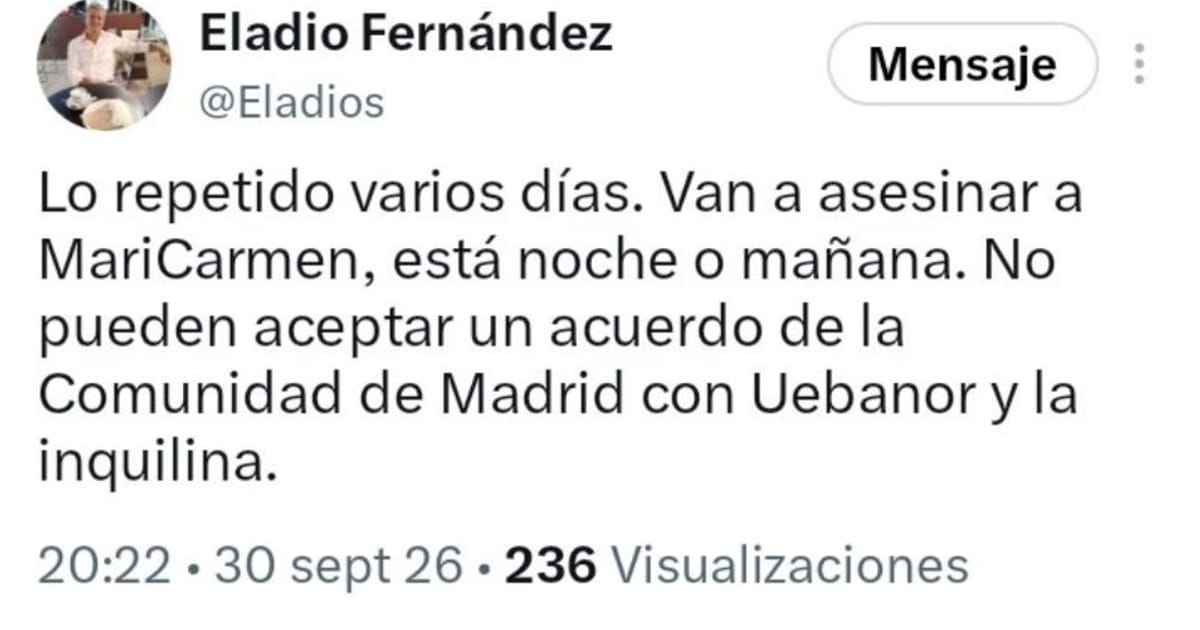 Eladio Fernández
@Eladios
Mensaje
Lo repetido varios días. Van a asesinar a
MariCarmen, está noche o mañana. No
pueden aceptar un acuerdo de la
Comunidad de Madrid con Uebanor y la
inquilina.
20:22 • 30 sept 26 • 236 Visualizaciones